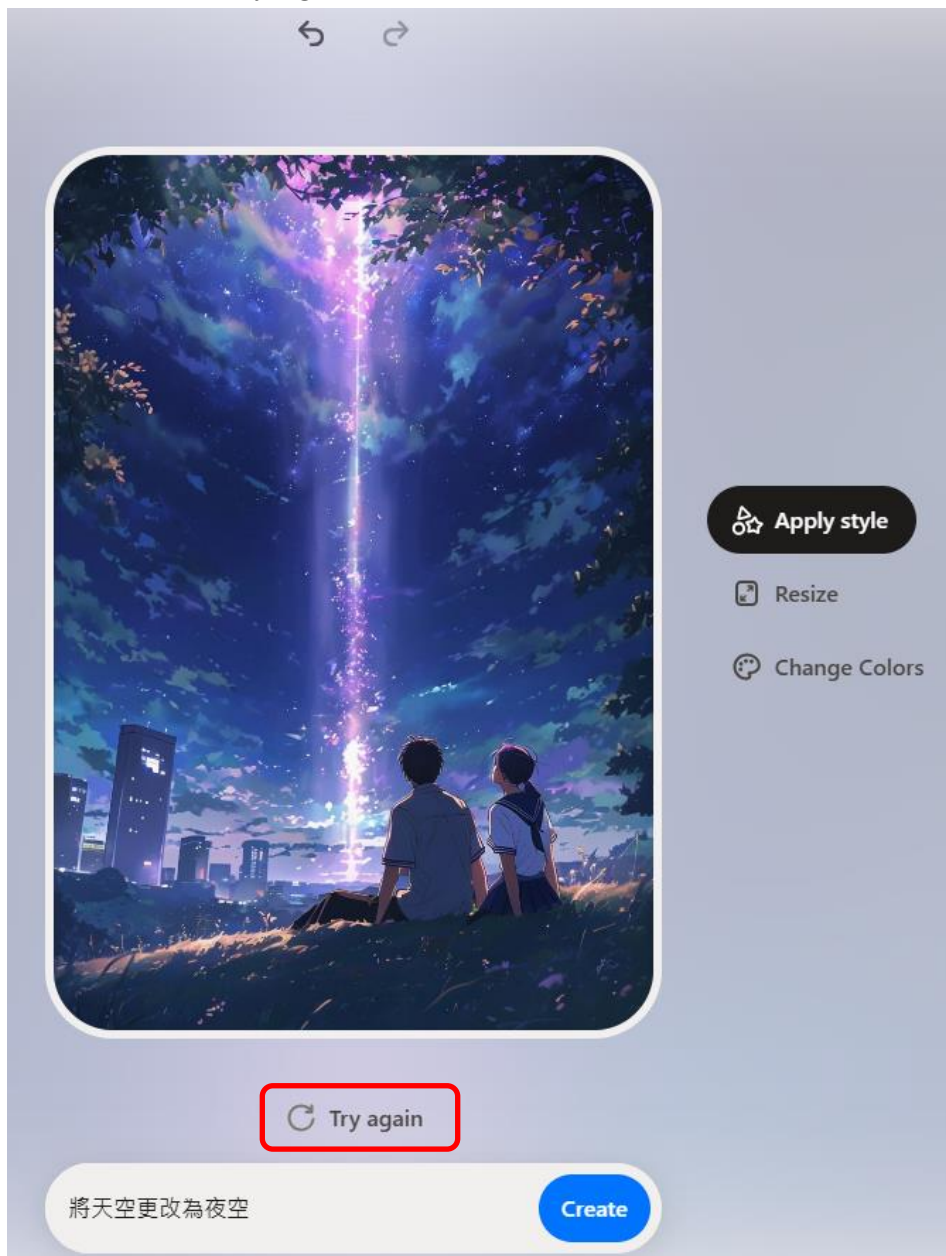 Apply style
Resize
Change Colors
Try again
將天空更改為夜空
Create